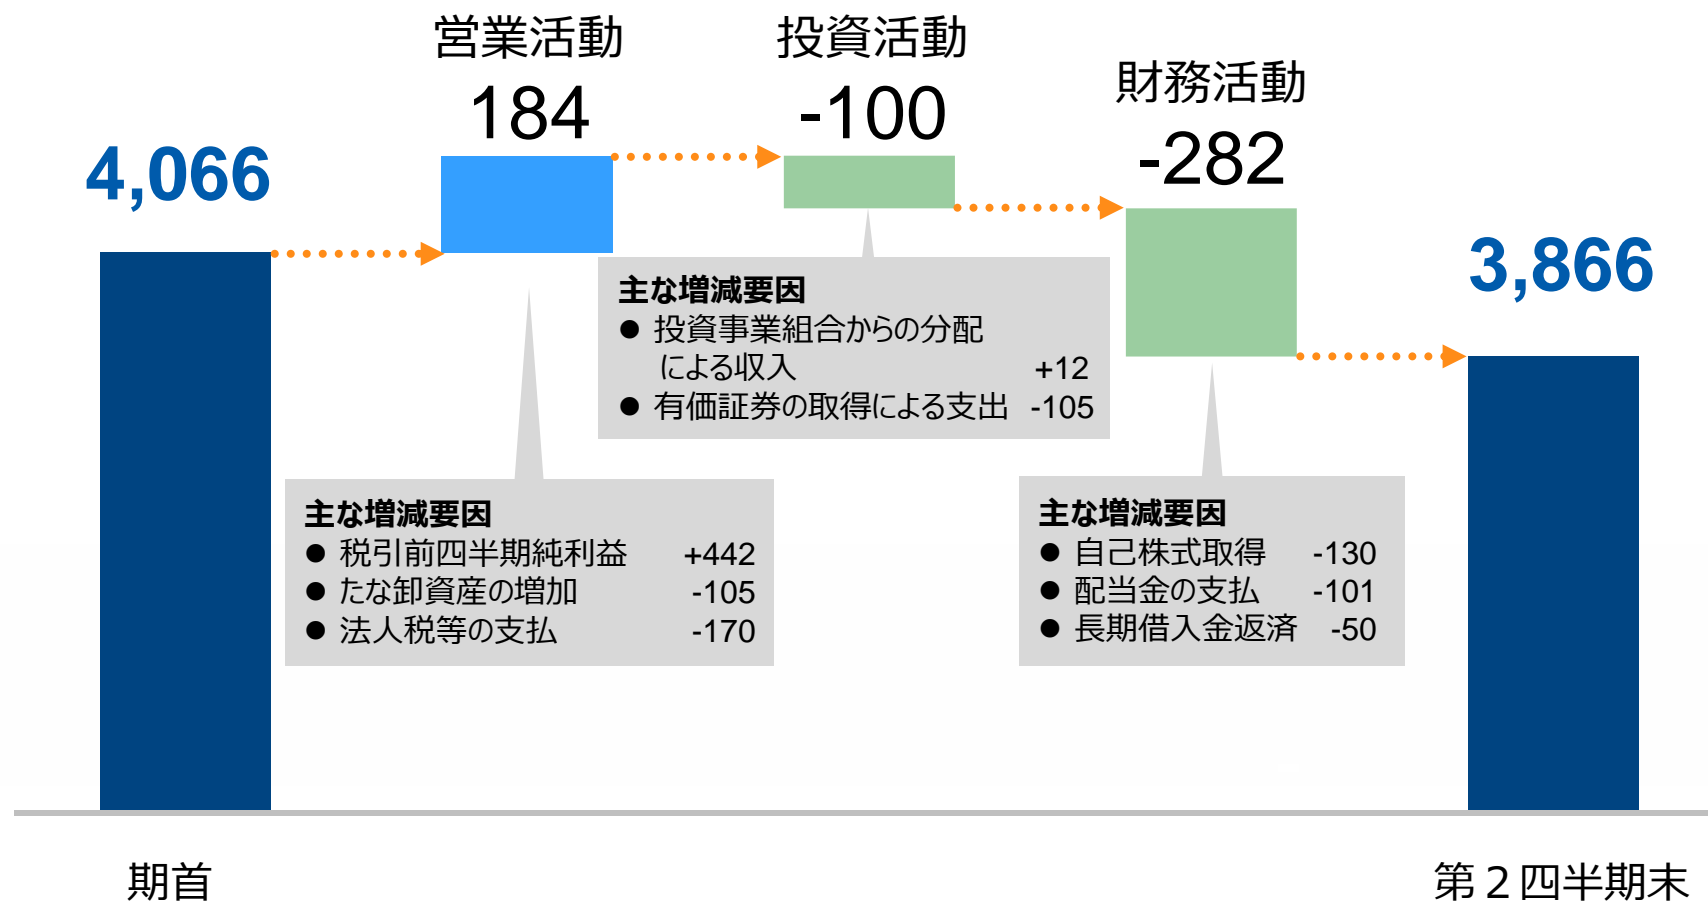 営業活動
184
投資活動
-100
財務活動
-282
4,066
3,866
主な増減要因
● 投資事業組合からの分配
による収入 +12
● 有価証券の取得による支出 -105
主な増減要因
● 税引前四半期純利益 +442
● たな卸資産の増加 -105
● 法人税等の支払 -170
主な増減要因
● 自己株式取得 -130
● 配当金の支払 -101
● 長期借入金返済 -50
期首
第２四半期末